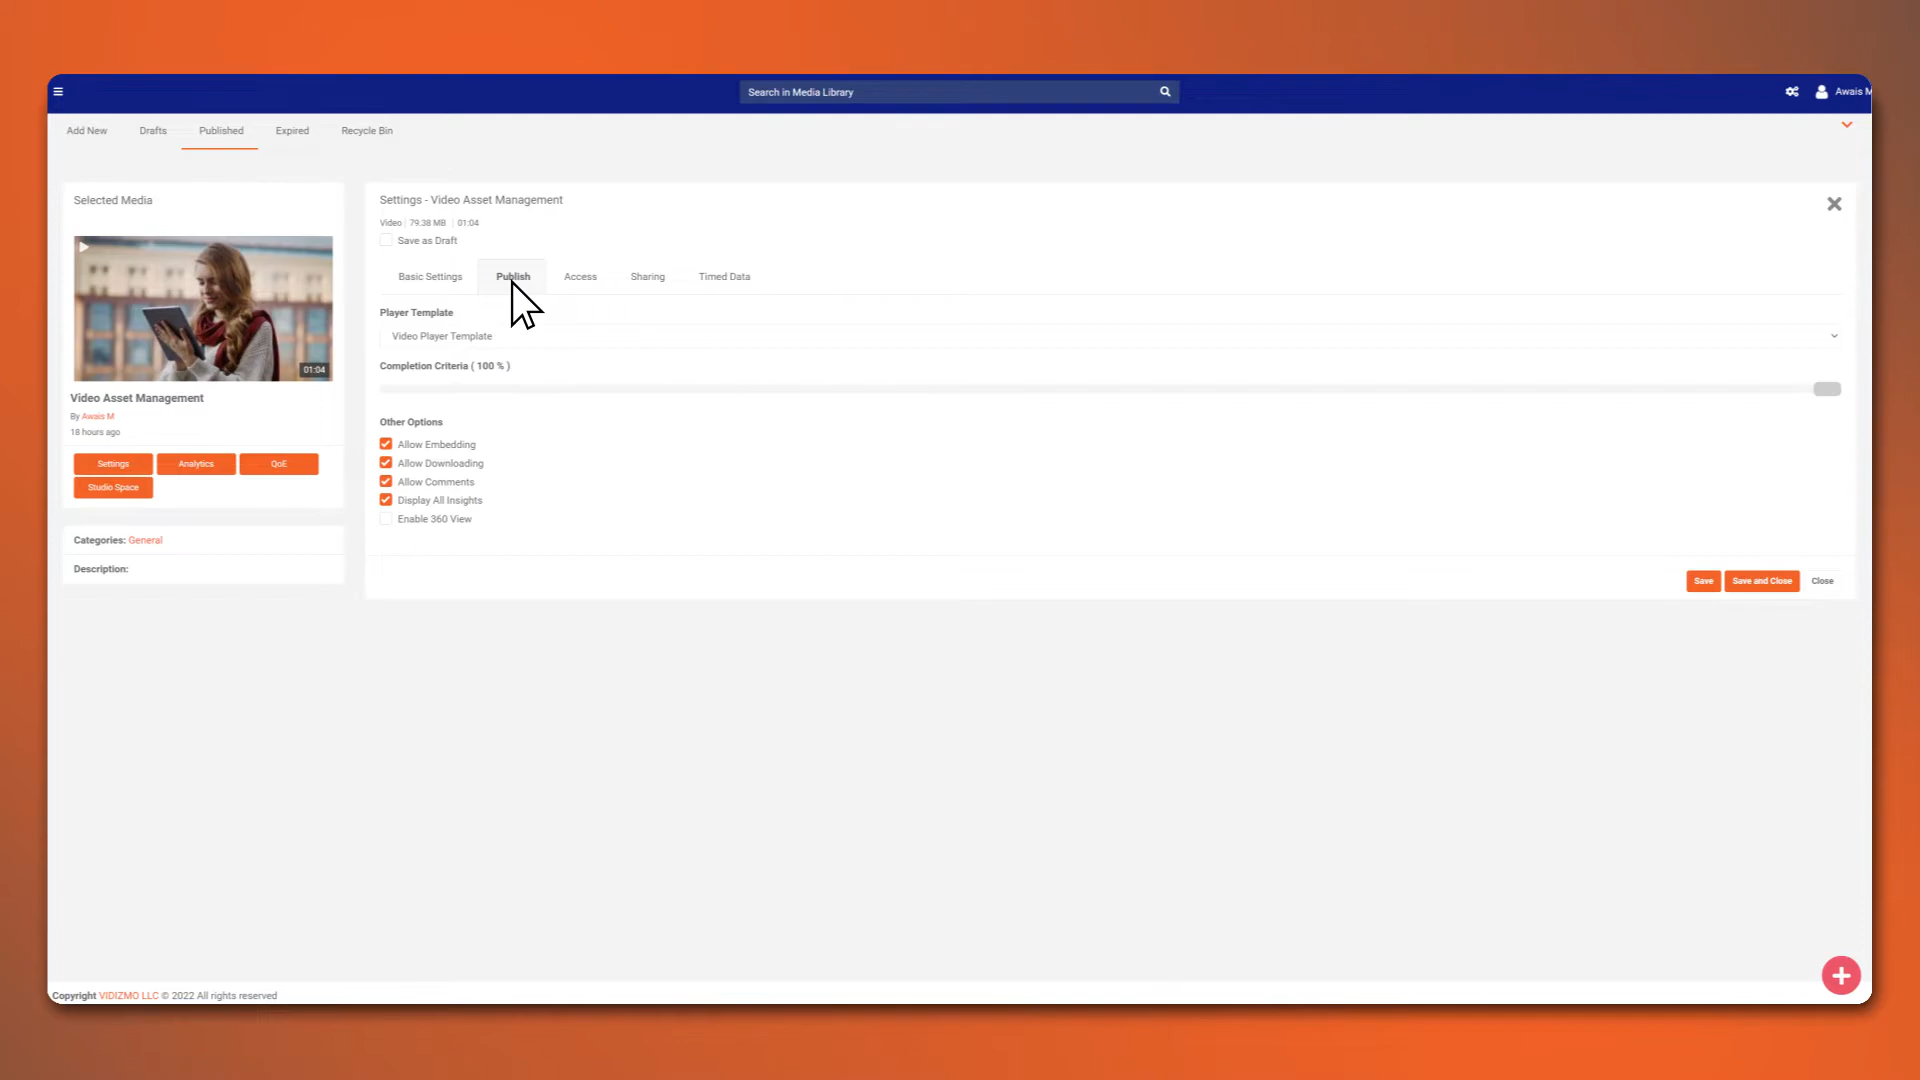 Search in Media Library
Awais M
Add New
Drafts
Published
Expired
Recycle Bin
Selected Media
01:04
Video Asset Management
By Awais M
18 hours ago
Settings
Analytics
QoE
Studio Space
Categories: General
Description:
Settings - Video Asset Management
Video | 79.38 MB | 01:04
Save as Draft
Basic Settings
Publish
Access
Sharing
Timed Data
Player Template
Video Player Template
Completion Criteria ( 100 % )
Other Options
Allow Embedding
Allow Downloading
Allow Comments
Display All Insights
Enable 360 View
Save
Save and Close
Close
Copyright VIDIZMO LLC © 2022 All rights reserved